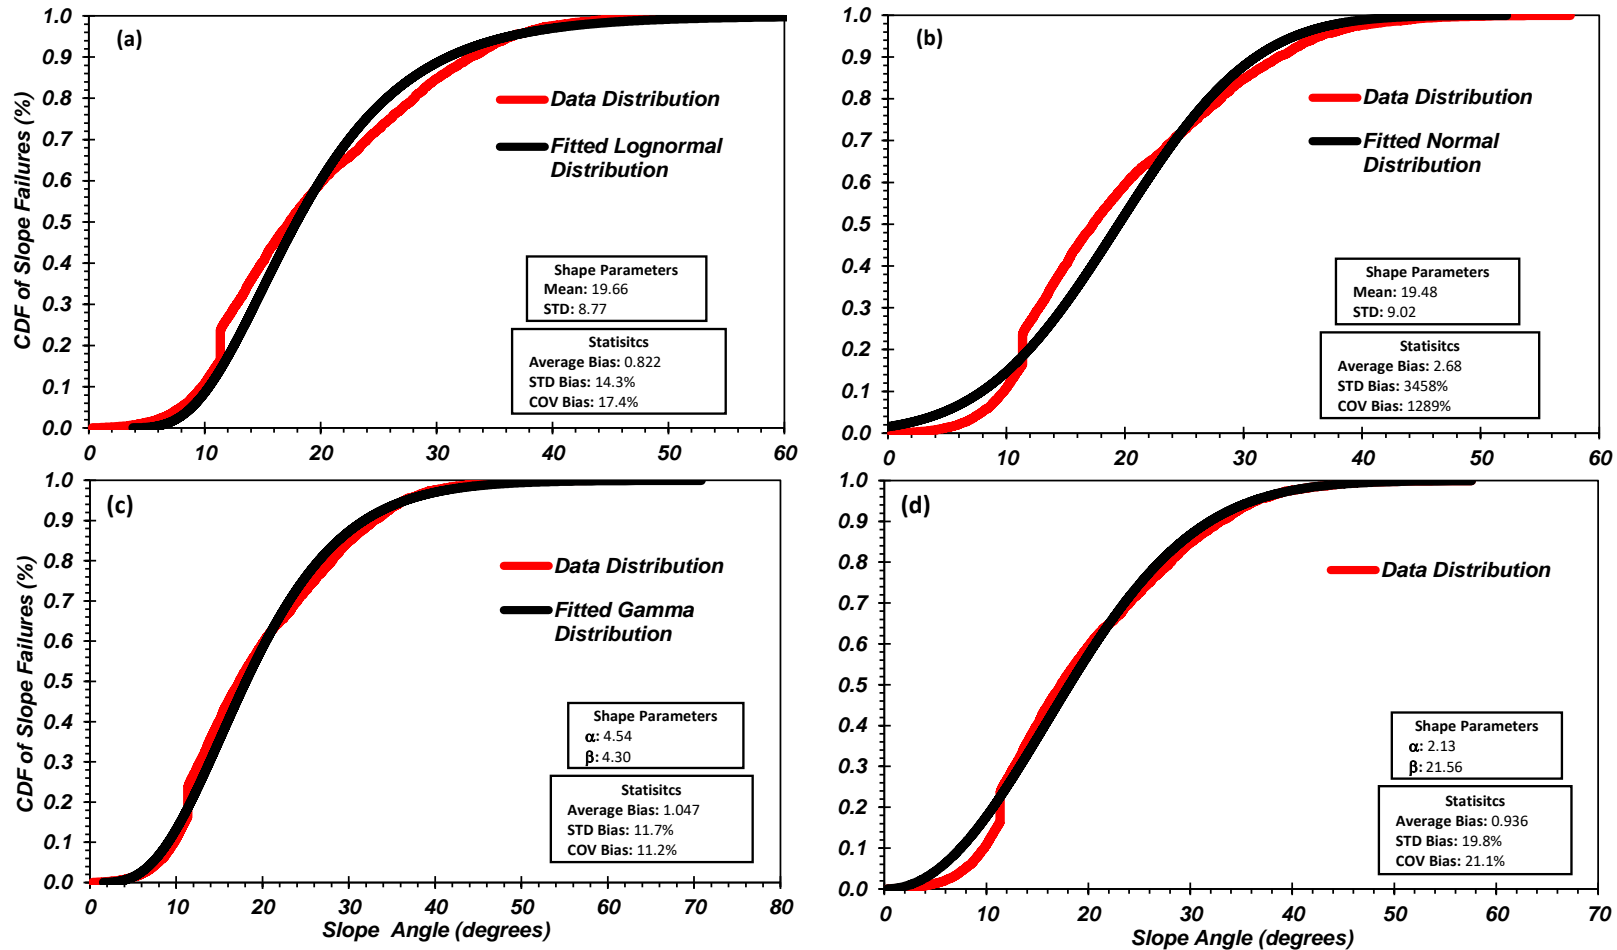 CDF of Slope Failures (%)
1.0
0.9
0.8
0.7
0.6
0.5
0.4
0.3
0.2
0.1
0.0
(a)
Data Distribution
Fitted Lognormal
Distribution
Shape Parameters
Mean: 19.66
STD: 8.77
Statisitcs
Average Bias: 0.822
STD Bias: 14.3%
COV Bias: 17.4%
0 10 20 30 40 50 60
1.0
0.9
0.8
0.7
0.6
0.5
0.4
0.3
0.2
0.1
0.0
(b)
Data Distribution
Fitted Normal
Distribution
Shape Parameters
Mean: 19.48
STD: 9.02
Statisitcs
Average Bias: 2.68
STD Bias: 3458%
COV Bias: 1289%
0 10 20 30 40 50 60
CDF of Slope Failures (%)
1.0
0.9
0.8
0.7
0.6
0.5
0.4
0.3
0.2
0.1
0.0
(c)
Data Distribution
Fitted Gamma
Distribution
Shape Parameters
α: 4.54
β: 4.30
Statisitcs
Average Bias: 1.047
STD Bias: 11.7%
COV Bias: 11.2%
0 10 20 30 40 50 60 70 80
Slope Angle (degrees)
1.0
0.9
0.8
0.7
0.6
0.5
0.4
0.3
0.2
0.1
0.0
(d)
Data Distribution
Shape Parameters
α: 2.13
β: 21.56
Statisitcs
Average Bias: 0.936
STD Bias: 19.8%
COV Bias: 21.1%
0 10 20 30 40 50 60 70
Slope Angle (degrees)